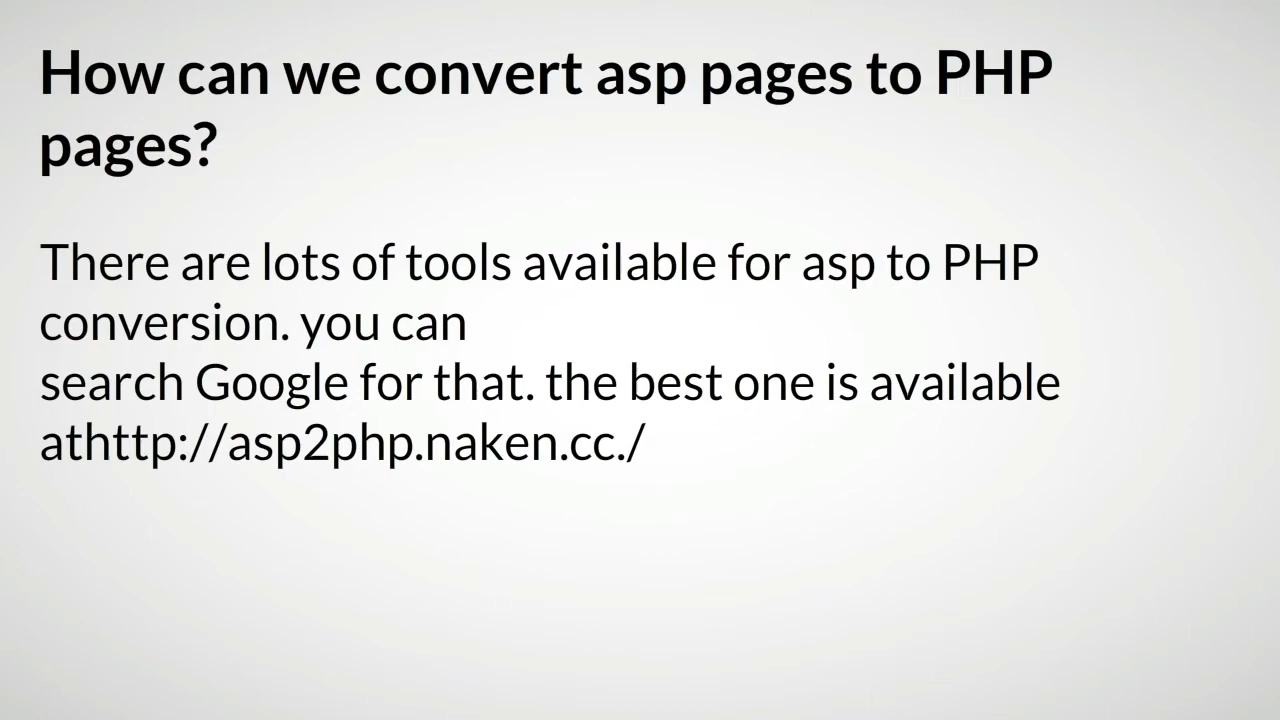 How can we convert asp pages to PHP
pages?
There are lots of tools available for asp to PHP
conversion. you can
search Google for that. the best one is available
athttp://asp2php.naken.cc./